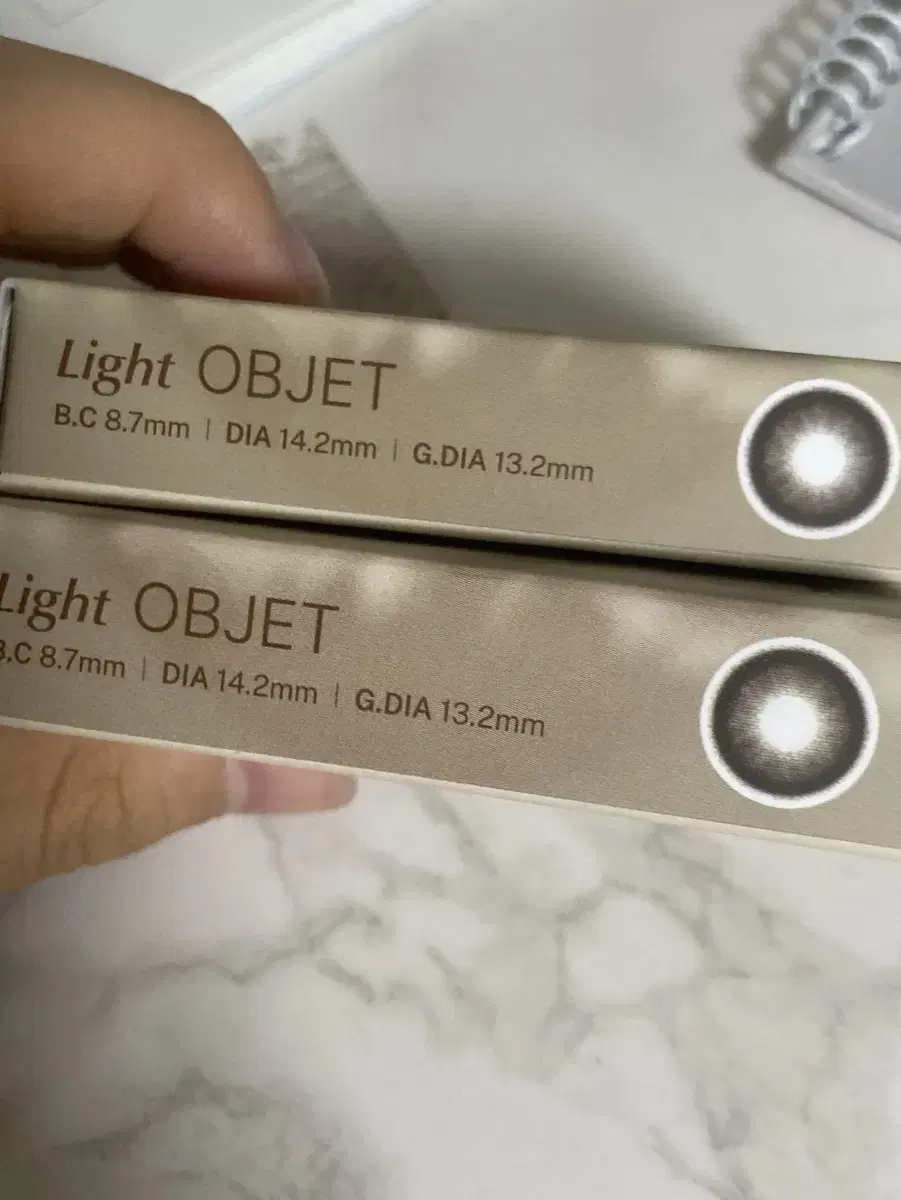 Light OBJET
B.C 8.7mm | DIA 14.2mm | G.DIA 13.2mm
Light OBJET
B.C 8.7mm | DIA 14.2mm | G.DIA 13.2mm